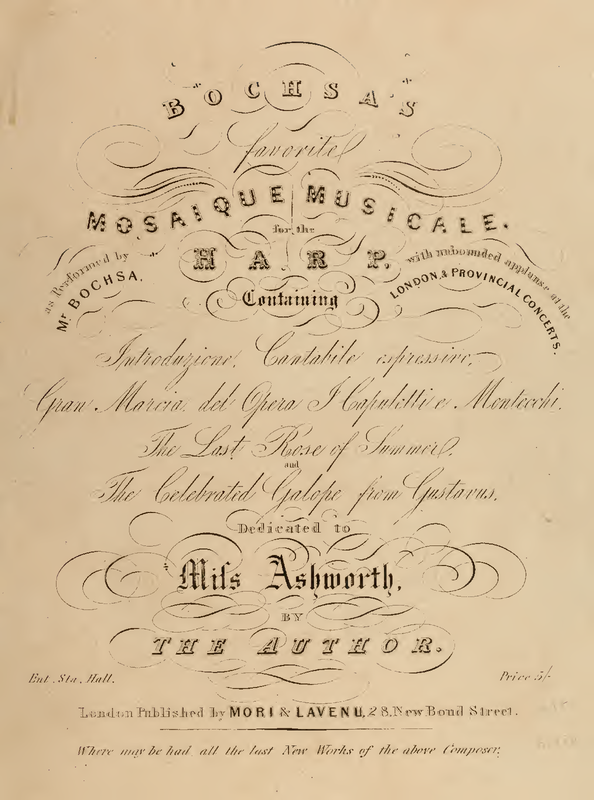 BOCHSA'S
favorite
MOSAIQUE MUSICALE.
for the
HARP.
as Performed by
Mr. BOCHSA.
with unbounded applause at the
LONDON, & PROVINCIAL CONCERTS.
Containing
Introduzione, Cantabile espressivo,
Gran Marcia del Opera I Capuletti e Montecchi.
The Last Rose of Summer,
and
The Celebrated Galope from Gustavus.
Dedicated to
Miſs Ashworth,
BY
THE AUTHOR.
Ent. Sta. Hall.
Price 5/-
London Published by MORI & LAVENU, 28, New Bond Street.
Where may be had all the last New Works of the above Composer.